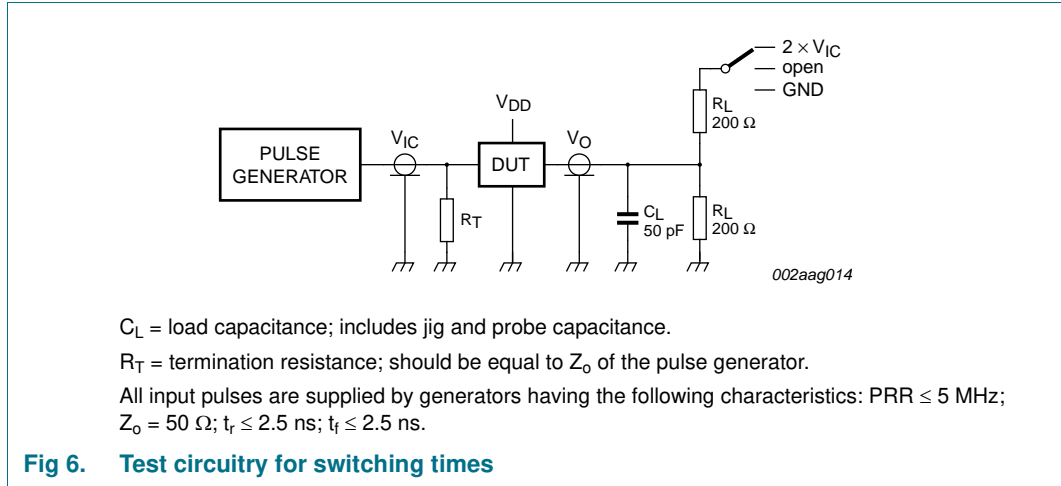 2 × VIC
open
GND
RL
200 Ω
VDD
VIC
VO
PULSE
GENERATOR
DUT
RT
CL
50 pF
RL
200 Ω
002aag014
CL = load capacitance; includes jig and probe capacitance.
RT = termination resistance; should be equal to Zo of the pulse generator.
All input pulses are supplied by generators having the following characteristics: PRR ≤ 5 MHz;
Zo = 50 Ω; tr ≤ 2.5 ns; tf ≤ 2.5 ns.
Fig 6. Test circuitry for switching times